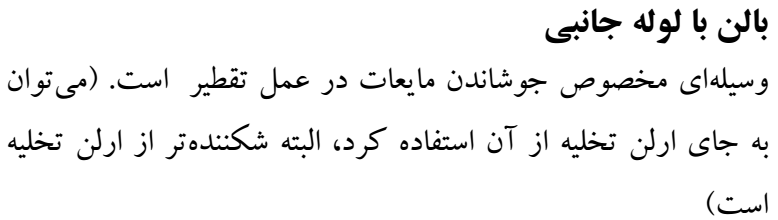 بالن با لوله جانبی
وسیله‌ای مخصوص جوشاندن مایعات در عمل تقطیر است. (می‌توان
به جای ارلن تخلیه از آن استفاده کرد، البته شکننده‌تر از ارلن تخلیه
است)